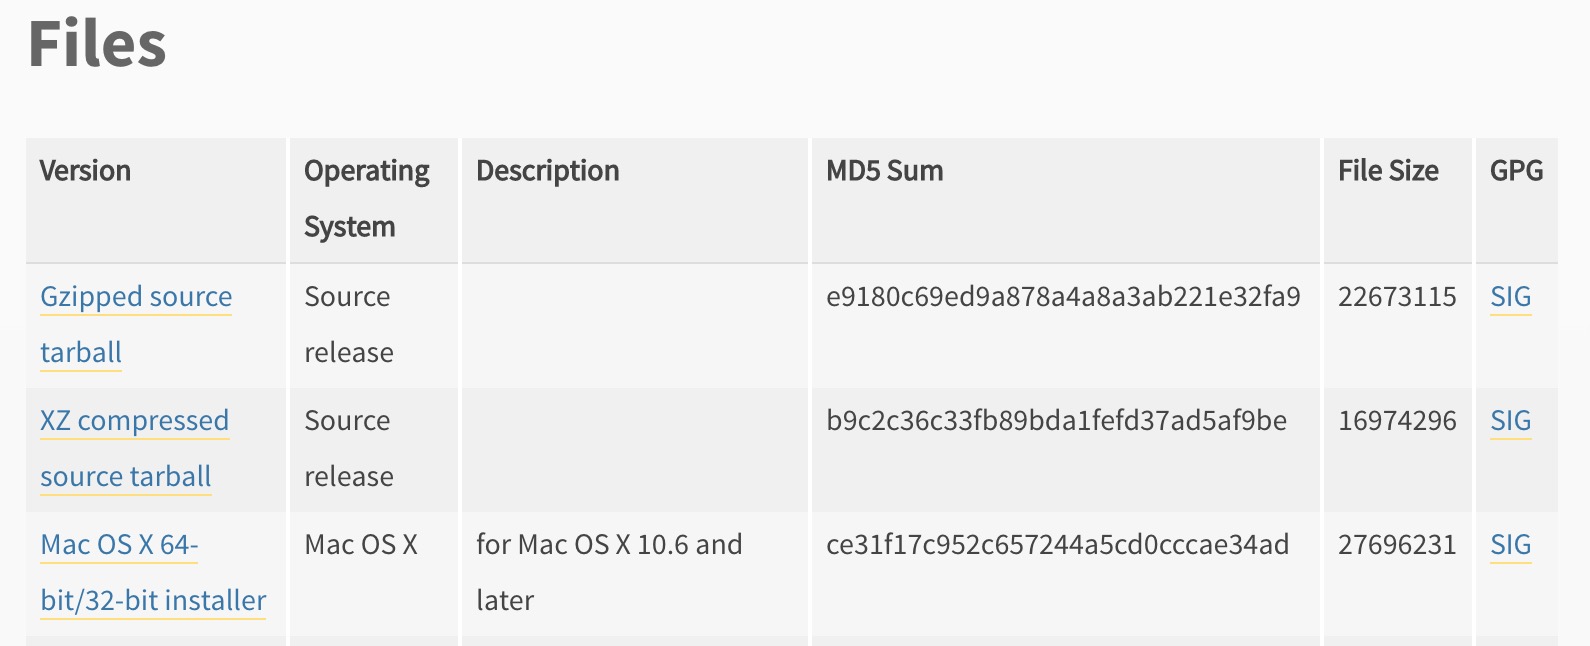 Files
Version Operating Description MD5 Sum File Size GPG
System
Gzipped source Source e9180c69ed9a878a4a8a3ab221e32fa9 22673115 SIG
tarball release
XZ compressed Source b9c2c36c33fb89bda1fefd37ad5af9be 16974296 SIG
source tarball release
Mac OS X 64- Mac OS X for Mac OS X 10.6 and ce31f17c952c657244a5cd0cccae34ad 27696231 SIG
bit/32-bit installer later